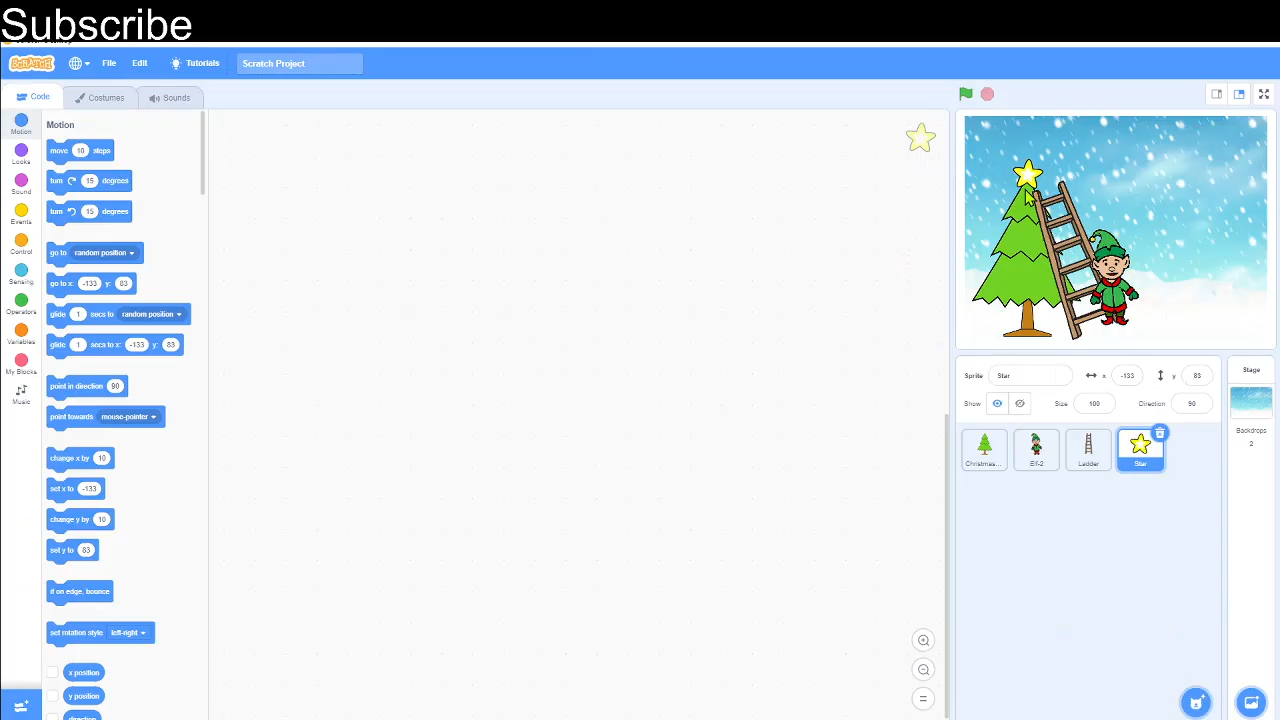 Subscribe
SCRATCH
File
Edit
Tutorials
Scratch Project
Code
Costumes
Sounds
Motion
Looks
Sound
Events
Control
Sensing
Operators
Variables
My Blocks
Music
Motion
move 10 steps
turn 15 degrees
turn 15 degrees
go to random position
go to x: -133 y: 83
glide 1 secs to random position
glide 1 secs to x: -133 y: 83
point in direction 90
point towards mouse-pointer
change x by 10
set x to -133
change y by 10
set y to 83
if on edge, bounce
set rotation style left-right
x position
y position
direction
Sprite Star x -133 y 83
Show Size 100 Direction 90
Christmas...
Elf-2
Ladder
Star
Stage
Backdrops
2